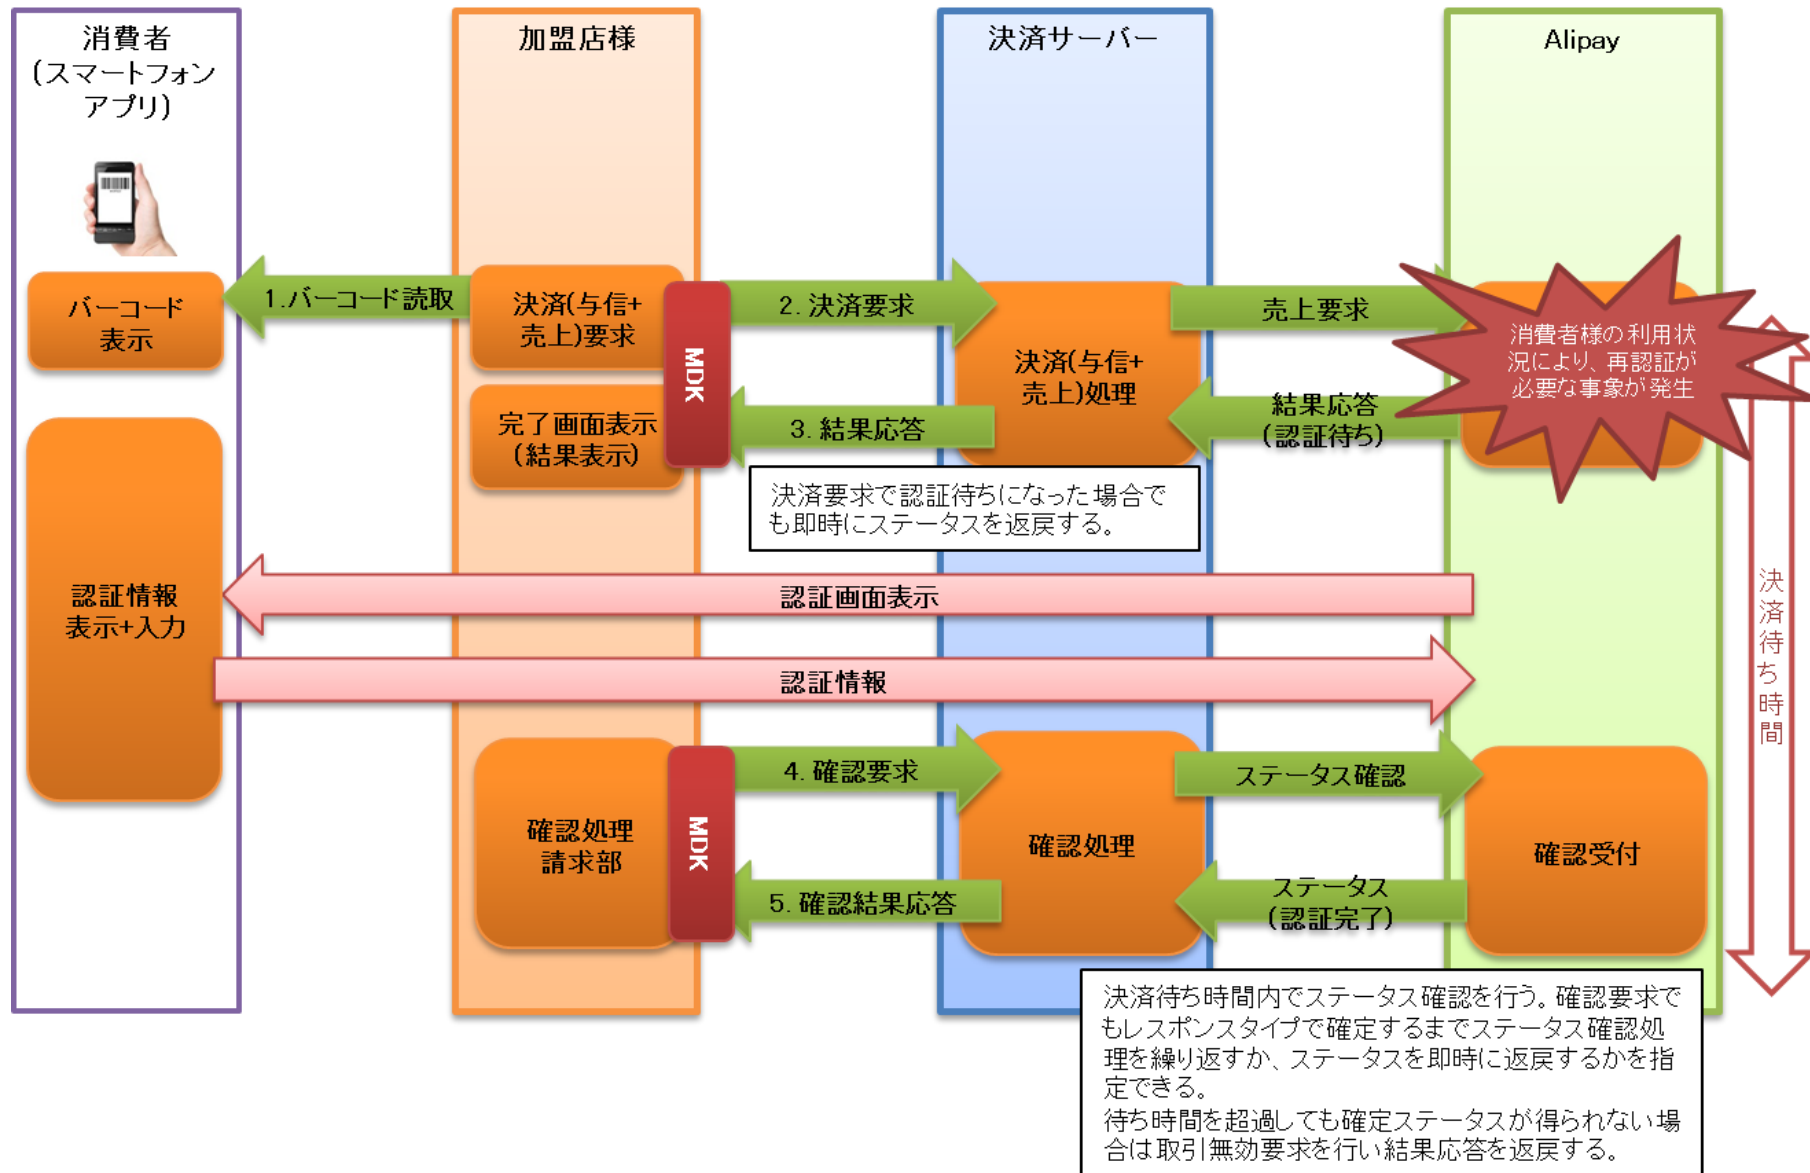 消費者
(スマートフォン
アプリ)
加盟店様
決済サーバー
Alipay
バーコード
表示
1.バーコード読取
決済(与信+
売上)要求
MDK
2. 決済要求
決済(与信+
売上)処理
売上要求
消費者様の利用状
況により、再認証が
必要な事象が発生
完了画面表示
(結果表示)
3. 結果応答
結果応答
(認証待ち)
決済要求で認証待ちになった場合で
も即時にステータスを返戻する。
認証情報
表示+入力
認証画面表示
認証情報
決済待ち時間
確認処理
請求部
MDK
4. 確認要求
確認処理
ステータス確認
確認受付
5. 確認結果応答
ステータス
(認証完了)
決済待ち時間内でステータス確認を行う。確認要求で
もレスポンスタイプで確定するまでステータス確認処
理を繰り返すか、ステータスを即時に返戻するかを指
定できる。
待ち時間を超過しても確定ステータスが得られない場
合は取引無効要求を行い結果応答を返戻する。